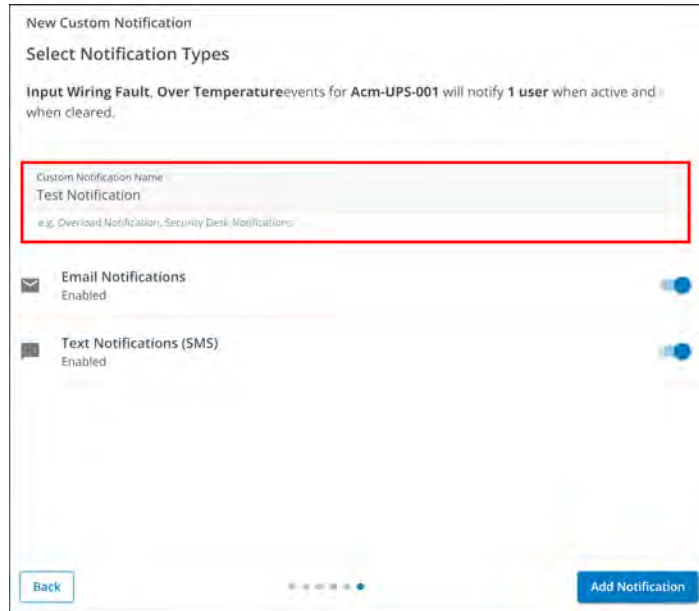 New Custom Notification
Select Notification Types
Input Wiring Fault, Over Temperatureevents for Acm-UPS-001 will notify 1 user when active and
when cleared.
Custom Notification Name
Test Notification
e.g. Overload Notification, Security Desk Notifications
Email Notifications
Enabled
Text Notifications (SMS)
Enabled
Back
Add Notification